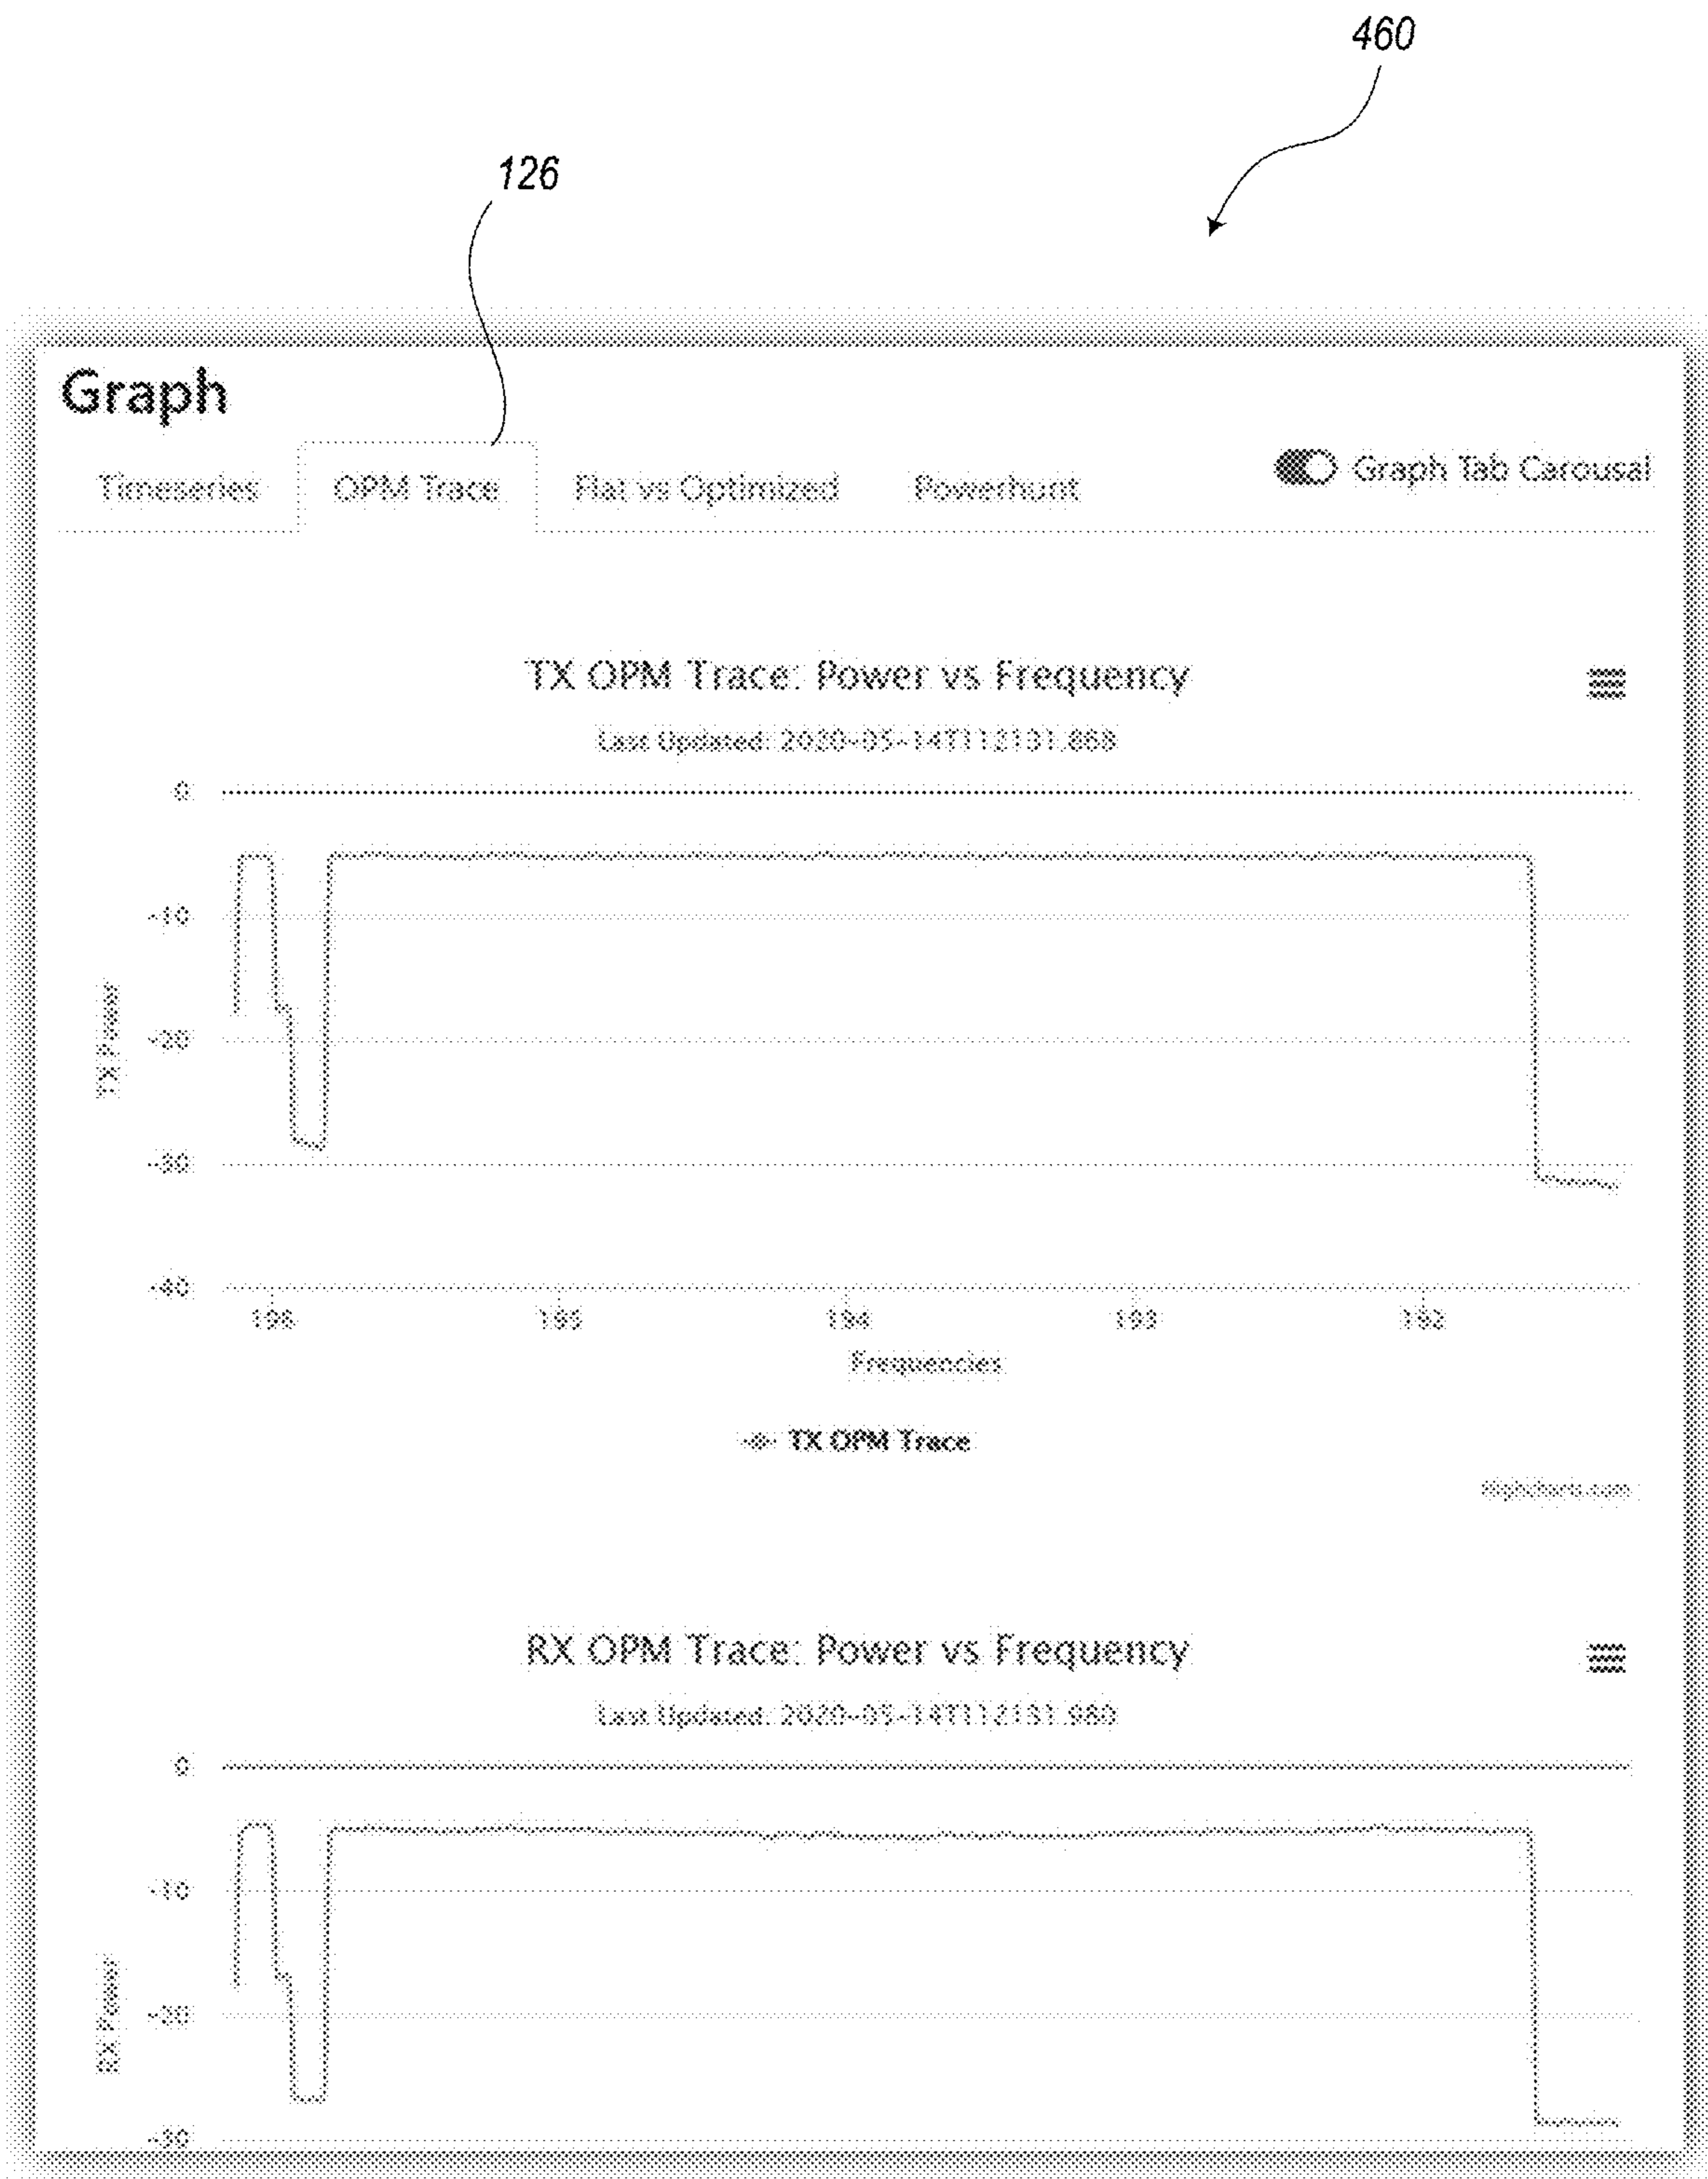 460
126
Graph
Timeseries OPM Trace Flat vs Optimized Powerhunt Graph Tab Carousal
TX OPM Trace: Power vs Frequency
Last Updated: 2020-05-14T112131.868
0
-10
-20
-30
-40
TX Power
196 195 194 193 192
Frequencies
TX OPM Trace
Highcharts.com
RX OPM Trace: Power vs Frequency
Last Updated: 2020-05-14T112131.980
0
-10
-20
-30
RX Power